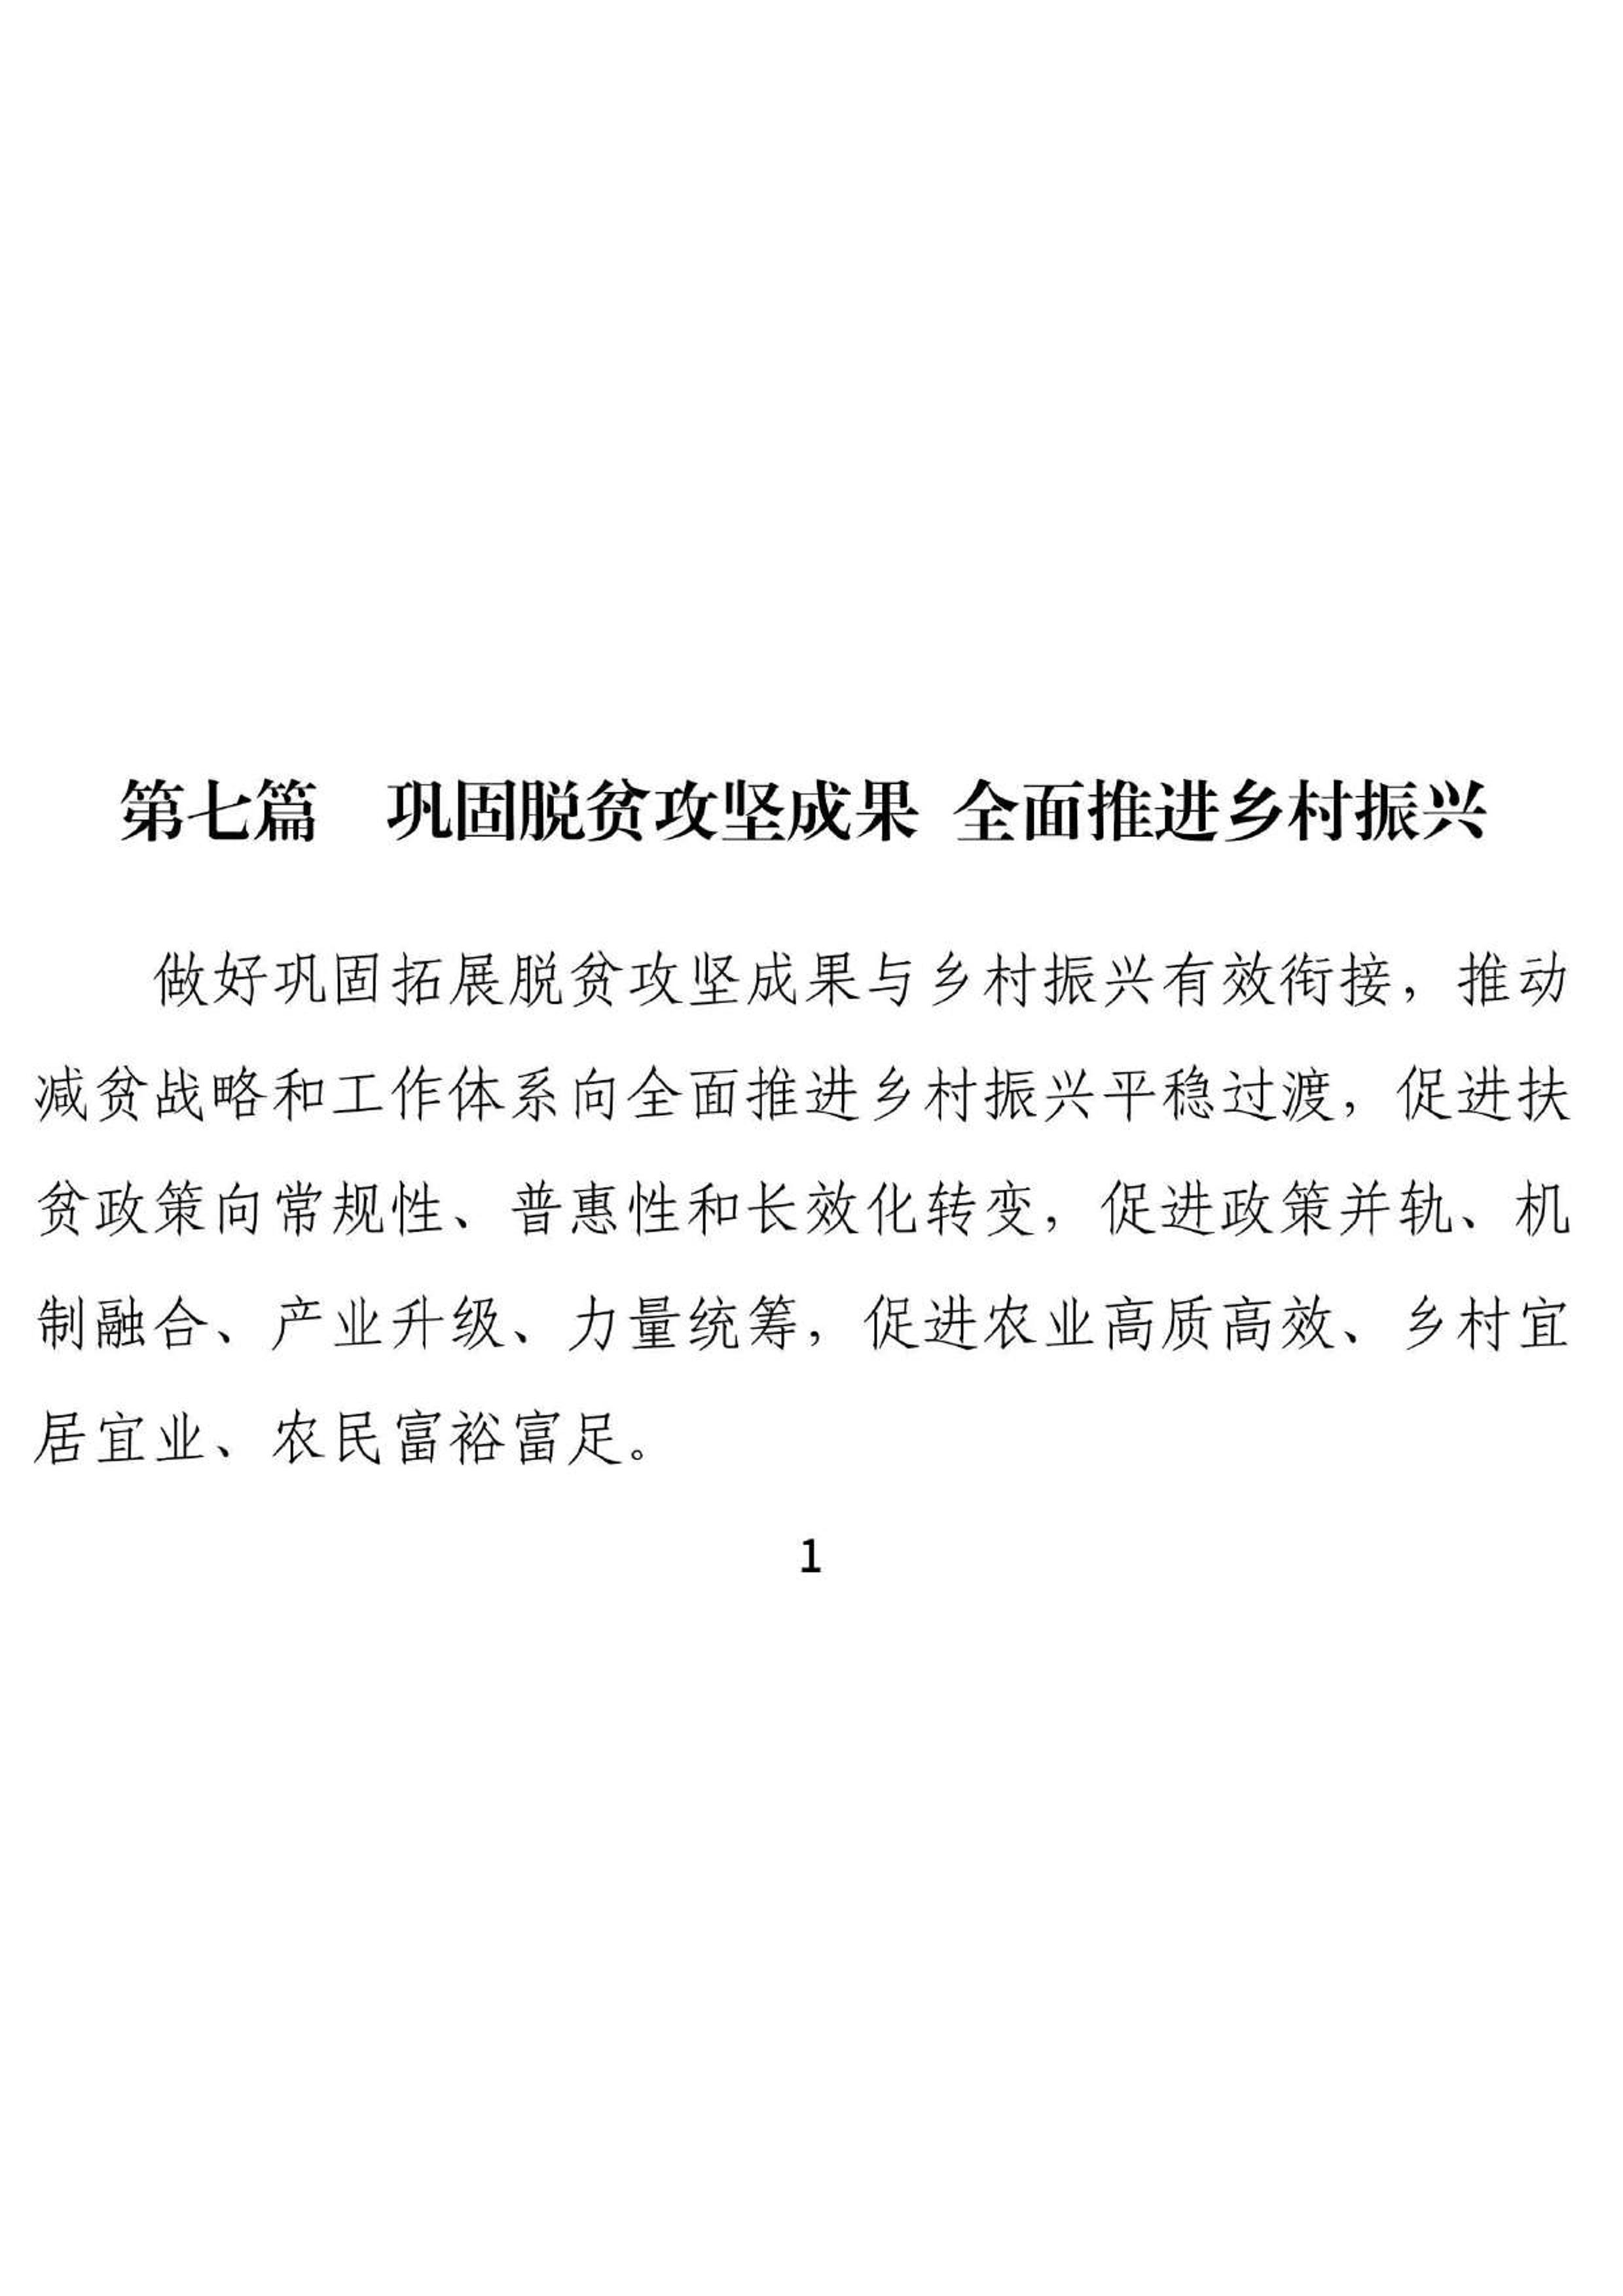 第七篇　巩固脱贫攻坚成果 全面推进乡村振兴
做好巩固拓展脱贫攻坚成果与乡村振兴有效衔接，推动
减贫战略和工作体系向全面推进乡村振兴平稳过渡，促进扶
贫政策向常规性、普惠性和长效化转变，促进政策并轨、机
制融合、产业升级、力量统筹，促进农业高质高效、乡村宜
居宜业、农民富裕富足。
1